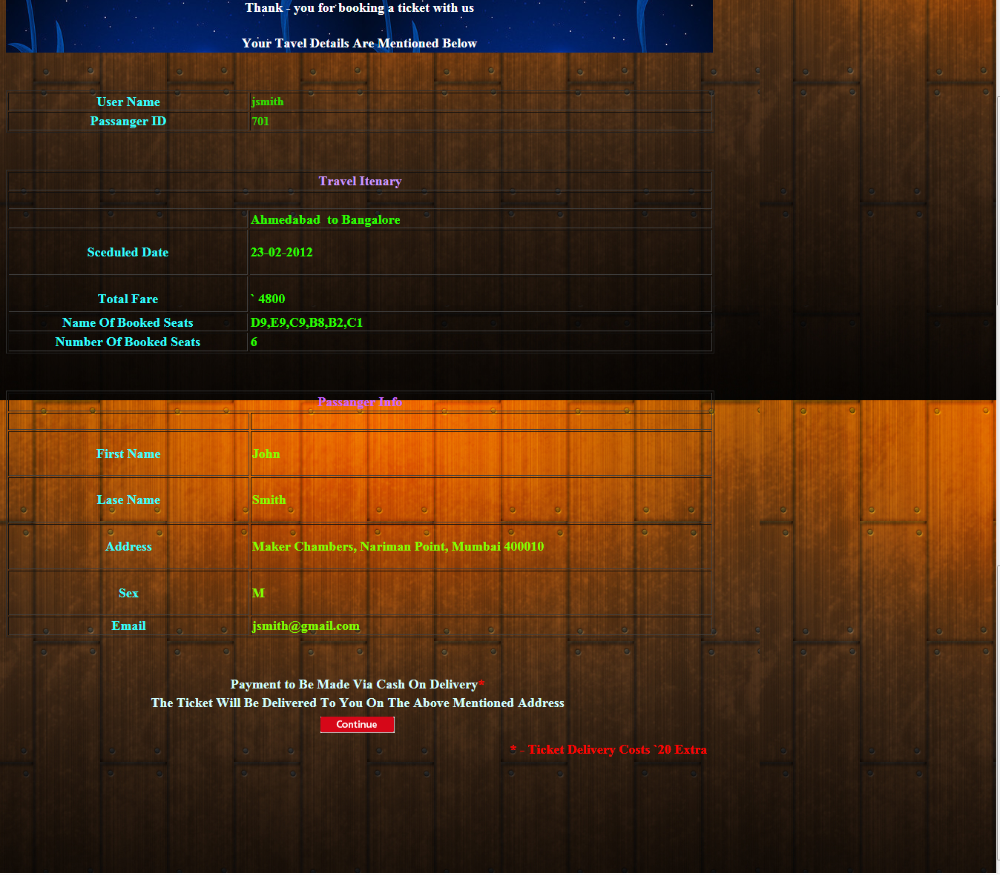 Thank - you for booking a ticket with us
Your Tavel Details Are Mentioned Below
User Name jsmith
Passanger ID 701
Travel Itenary
Ahmedabad  to Bangalore
Sceduled Date 23-02-2012
Total Fare ` 4800
Name Of Booked Seats D9,E9,C9,B8,B2,C1
Number Of Booked Seats 6
Passanger Info
First Name John
Lase Name Smith
Address Maker Chambers, Nariman Point, Mumbai 400010
Sex M
Email jsmith@gmail.com
Payment to Be Made Via Cash On Delivery*
The Ticket Will Be Delivered To You On The Above Mentioned Address
Continue
* - Ticket Delivery Costs `20 Extra